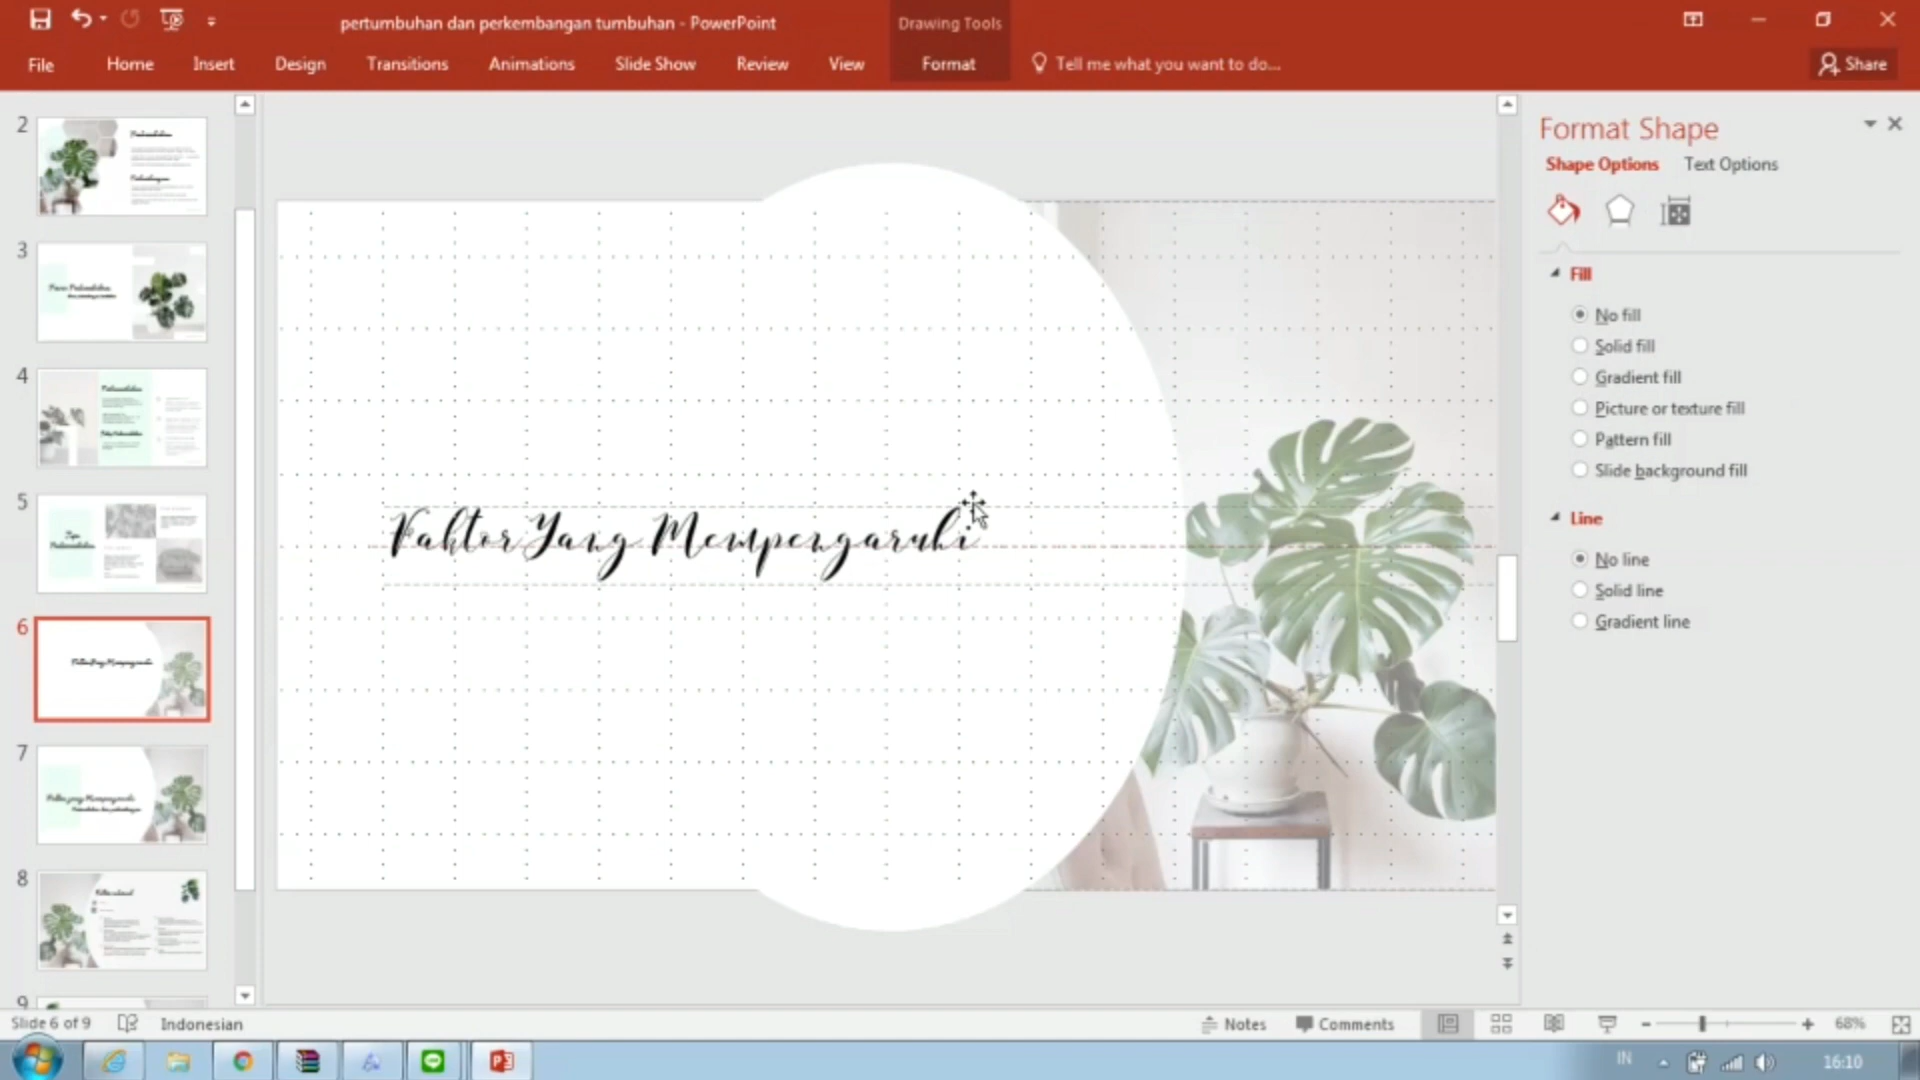 pertumbuhan dan perkembangan tumbuhan - PowerPoint
Drawing Tools
File Home Insert Design Transitions Animations Slide Show Review View Format Tell me what you want to do... Share
Format Shape
Shape Options Text Options
Fill
No fill
Solid fill
Gradient fill
Picture or texture fill
Pattern fill
Slide background fill
Line
No line
Solid line
Gradient line
2
3
4
5
6
7
8
9
Faktor Yang Mempengaruhi
Slide 6 of 9 Indonesian Notes Comments 68%
IN 16:10